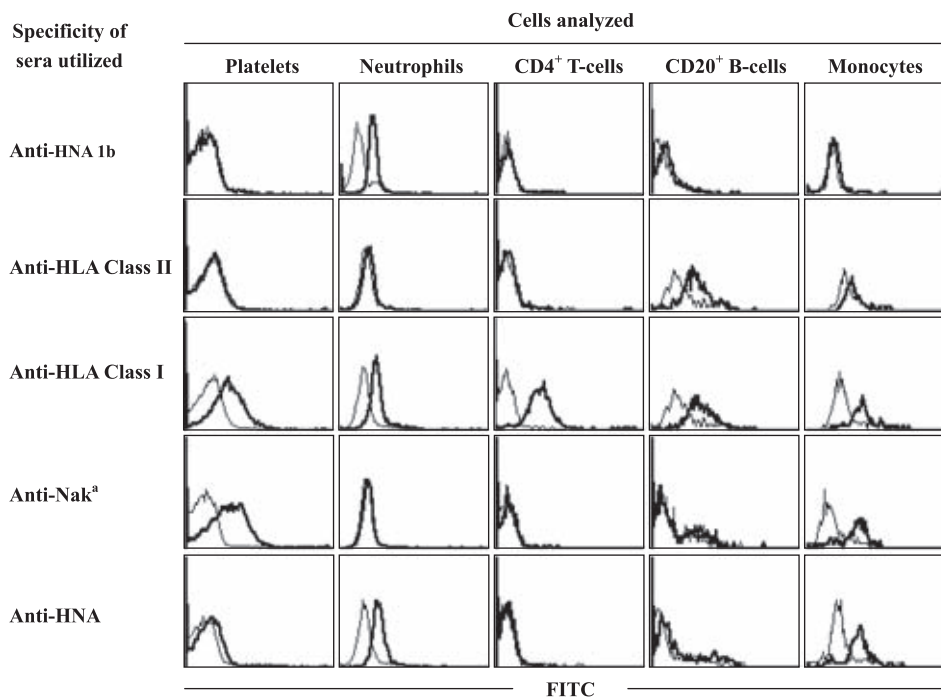 Specificity of
sera utilized
Cells analyzed
Platelets Neutrophils CD4⁺ T-cells CD20⁺ B-cells Monocytes
Anti-HNA 1b
Anti-HLA Class II
Anti-HLA Class I
Anti-Nakᵃ
Anti-HNA
FITC